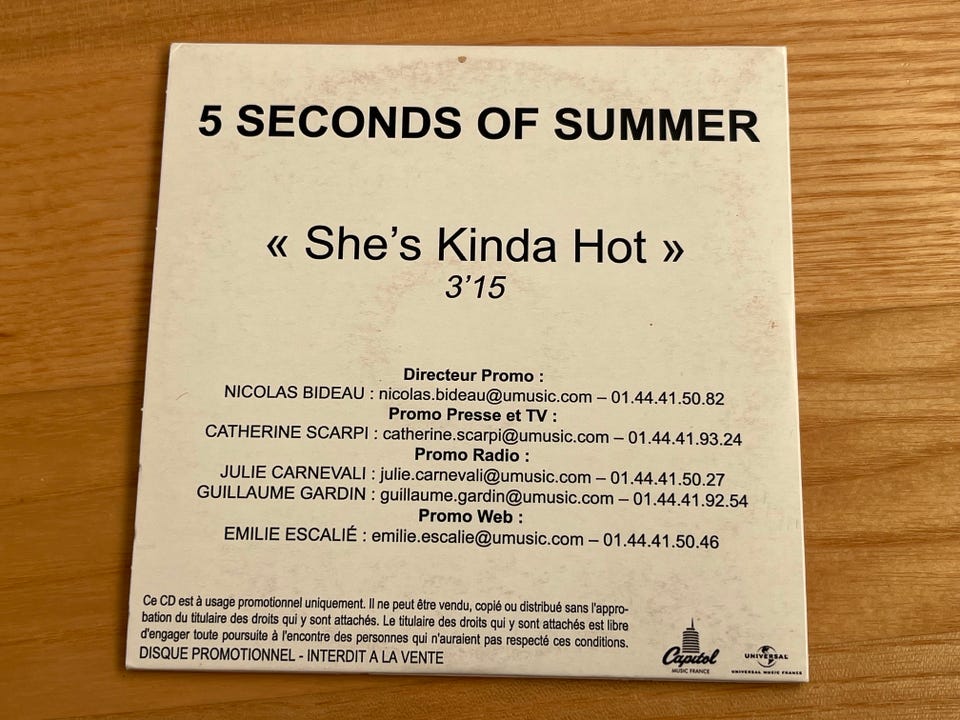 5 SECONDS OF SUMMER
« She's Kinda Hot »
3'15
Directeur Promo :
NICOLAS BIDEAU : nicolas.bideau@umusic.com – 01.44.41.50.82
Promo Presse et TV :
CATHERINE SCARPI : catherine.scarpi@umusic.com – 01.44.41.93.24
Promo Radio :
JULIE CARNEVALI : julie.carnevali@umusic.com – 01.44.41.50.27
GUILLAUME GARDIN : guillaume.gardin@umusic.com – 01.44.41.92.54
Promo Web :
EMILIE ESCALIÉ : emilie.escalie@umusic.com – 01.44.41.50.46
Ce CD est à usage promotionnel uniquement. Il ne peut être vendu, copié ou distribué sans l'appro-
bation du titulaire des droits qui y sont attachés. Le titulaire des droits qui y sont attachés est libre
d'engager toute poursuite à l'encontre des personnes qui n'auraient pas respecté ces conditions.
DISQUE PROMOTIONNEL - INTERDIT A LA VENTE
Capitol
MUSIC FRANCE
UNIVERSAL
UNIVERSAL MUSIC FRANCE